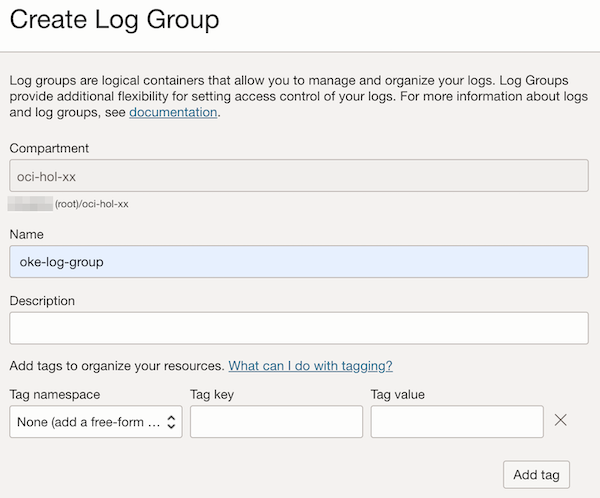 Create Log Group
Log groups are logical containers that allow you to manage and organize your logs. Log Groups
provide additional flexibility for setting access control of your logs. For more information about logs
and log groups, see documentation.
Compartment
oci-hol-xx
(root)/oci-hol-xx
Name
oke-log-group
Description
Add tags to organize your resources. What can I do with tagging?
Tag namespace Tag key Tag value
None (add a free-form ...
Add tag